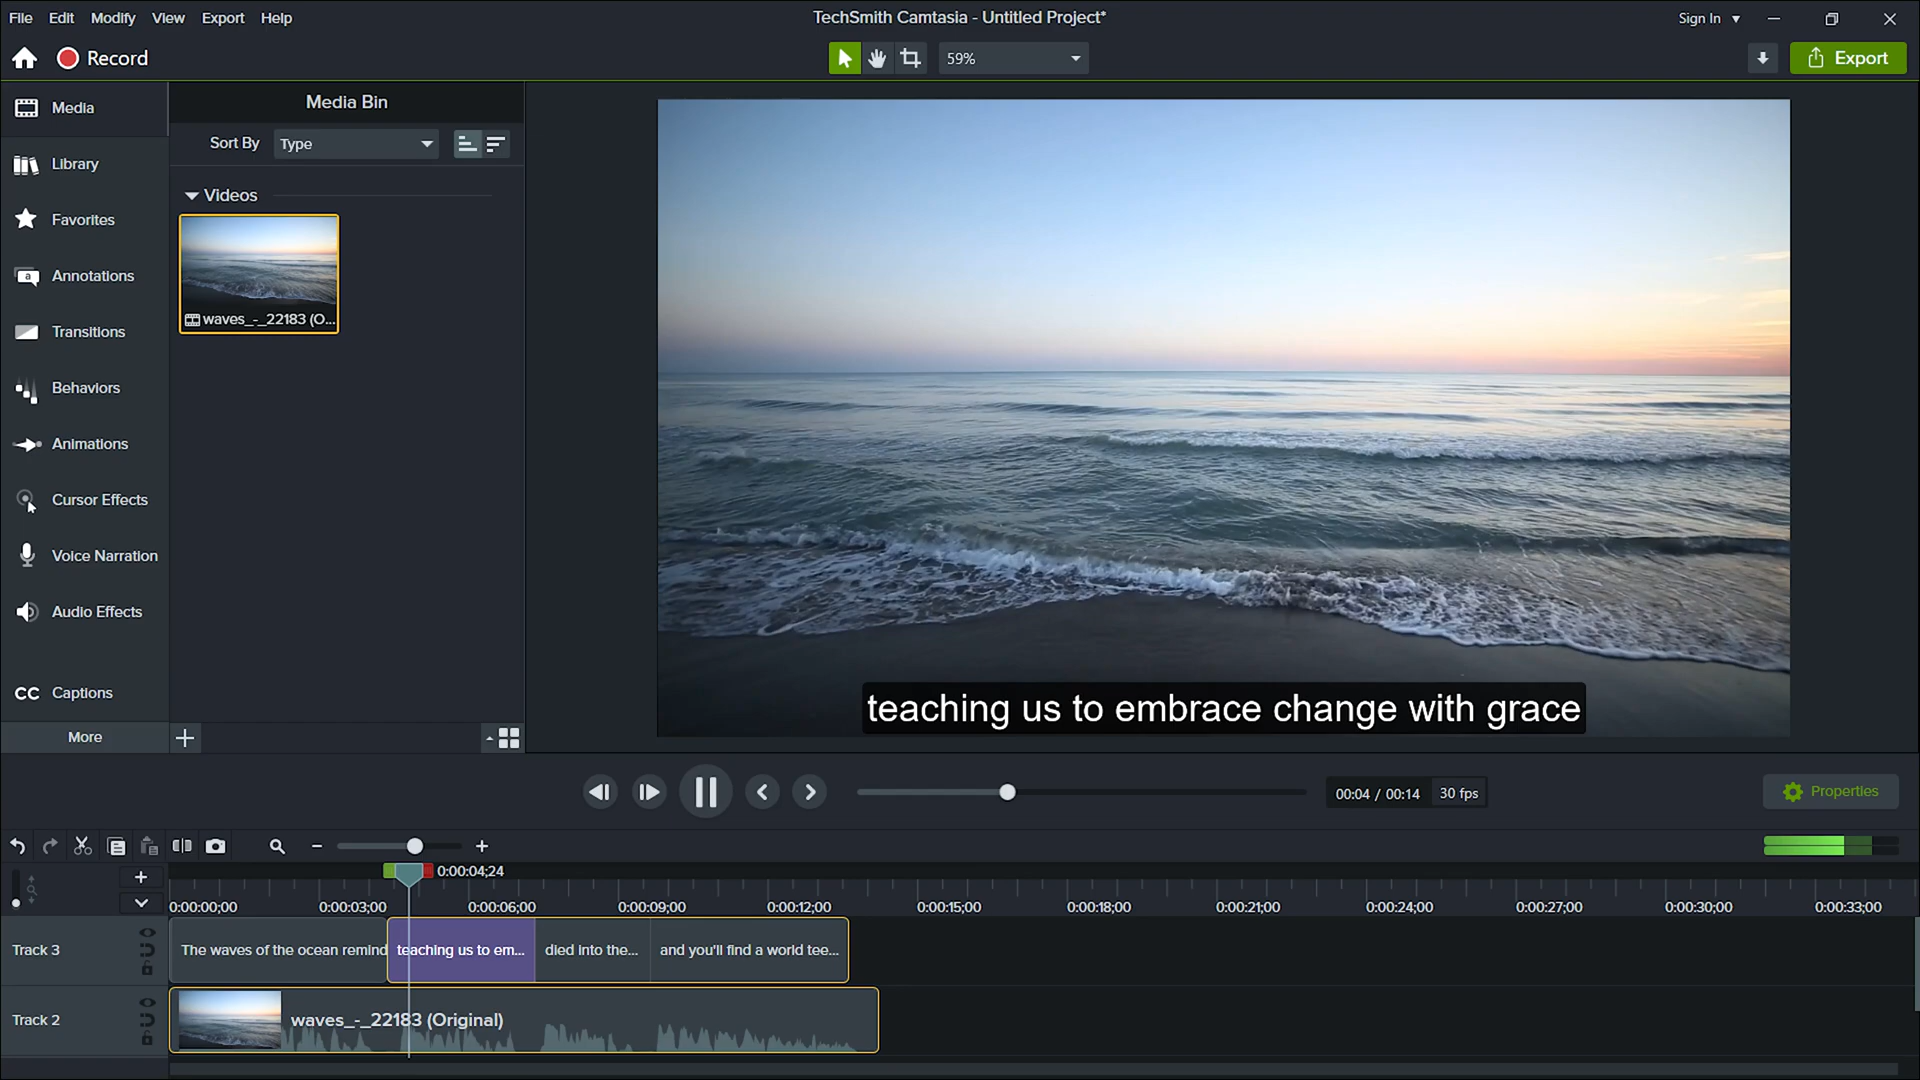 File Edit Modify View Export Help
TechSmith Camtasia - Untitled Project*
Sign In
Record
59%
Export
Media
Library
Favorites
Annotations
Transitions
Behaviors
Animations
Cursor Effects
Voice Narration
Audio Effects
CC Captions
More
Media Bin
Sort By Type
Videos
waves_-_22183 (O...
teaching us to embrace change with grace
00:04 / 00:14 30 fps
Properties
0:00:04;24
0:00:00;00 0:00:03;00 0:00:06;00 0:00:09;00 0:00:12;00 0:00:15;00 0:00:18;00 0:00:21;00 0:00:24;00 0:00:27;00 0:00:30;00 0:00:33;00
Track 3
The waves of the ocean remind teaching us to em... died into the... and you'll find a world tee...
Track 2
waves_-_22183 (Original)